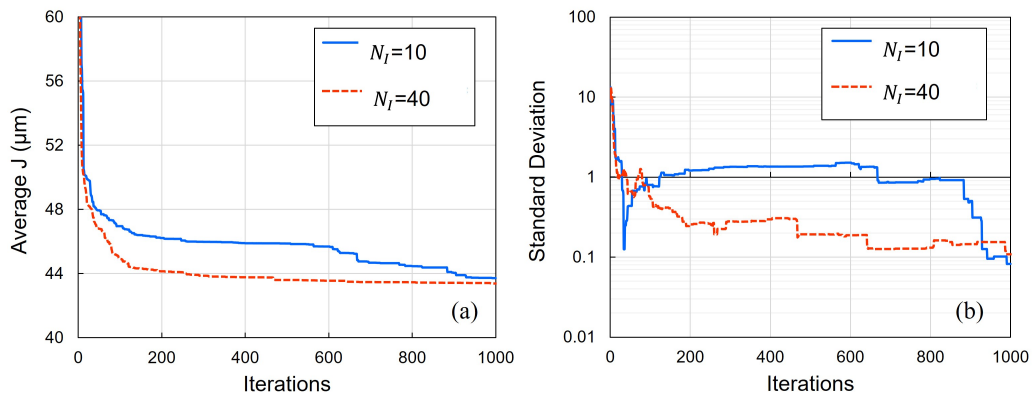 60
56
52
48
44
40
Average J (µm)
N_I=10
N_I=40
(a)
0
200
400
600
800
1000
Iterations
100
10
1
0.1
0.01
Standard Deviation
N_I=10
N_I=40
(b)
0
200
400
600
800
1000
Iterations